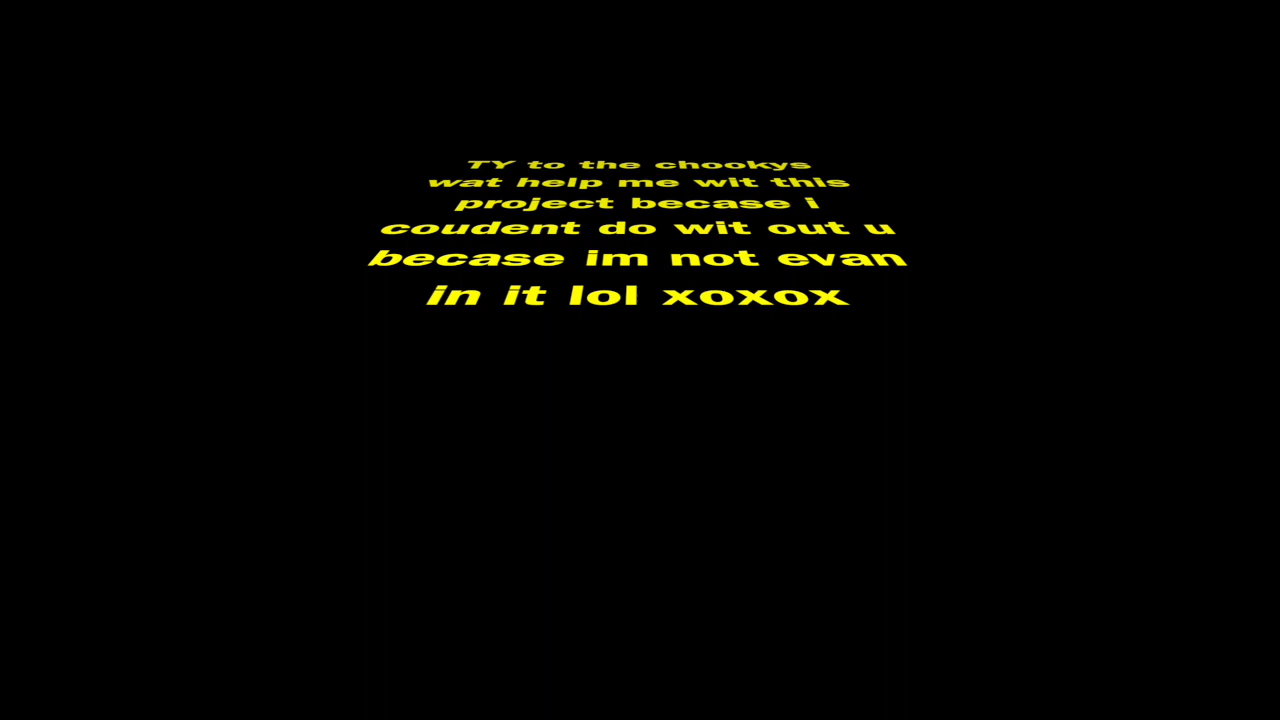 TY to the chookys
wat help me wit this
project becase i
coudent do wit out u
becase im not evan
in it lol xoxox